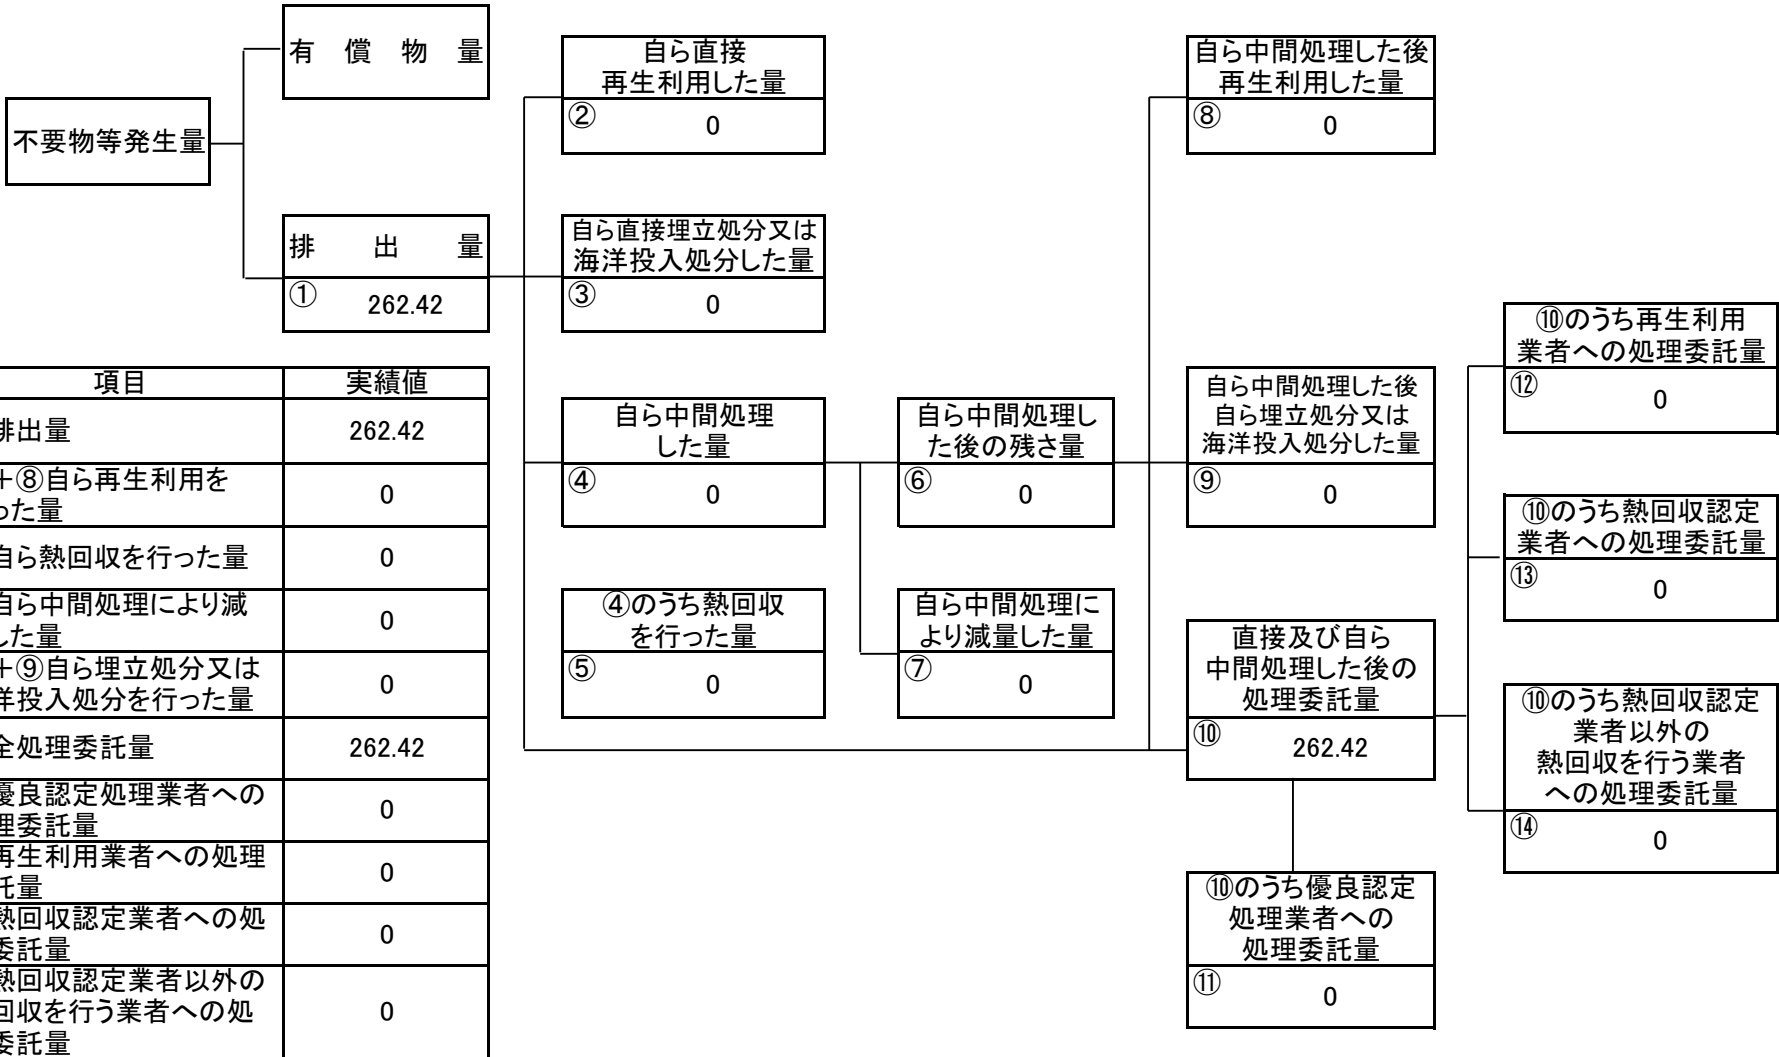 有 償 物 量
不要物等発生量
排 出 量
① 262.42
自ら直接
再生利用した量
② 0
自ら直接埋立処分又は
海洋投入処分した量
③ 0
自ら中間処理
した量
④ 0
④のうち熱回収
を行った量
⑤ 0
自ら中間処理し
た後の残さ量
⑥ 0
自ら中間処理に
より減量した量
⑦ 0
自ら中間処理した後
再生利用した量
⑧ 0
自ら中間処理した後
自ら埋立処分又は
海洋投入処分した量
⑨ 0
直接及び自ら
中間処理した後の
処理委託量
⑩ 262.42
⑩のうち優良認定
処理業者への
処理委託量
⑪ 0
⑩のうち再生利用
業者への処理委託量
⑫ 0
⑩のうち熱回収認定
業者への処理委託量
⑬ 0
⑩のうち熱回収認定
業者以外の
熱回収を行う業者
への処理委託量
⑭ 0
項目 実績値
排出量 262.42
+⑧自ら再生利用を
った量 0
自ら熱回収を行った量 0
自ら中間処理により減
した量 0
+⑨自ら埋立処分又は
洋投入処分を行った量 0
全処理委託量 262.42
優良認定処理業者への
理委託量 0
再生利用業者への処理
託量 0
熱回収認定業者への処
委託量 0
熱回収認定業者以外の
回収を行う業者への処
委託量 0